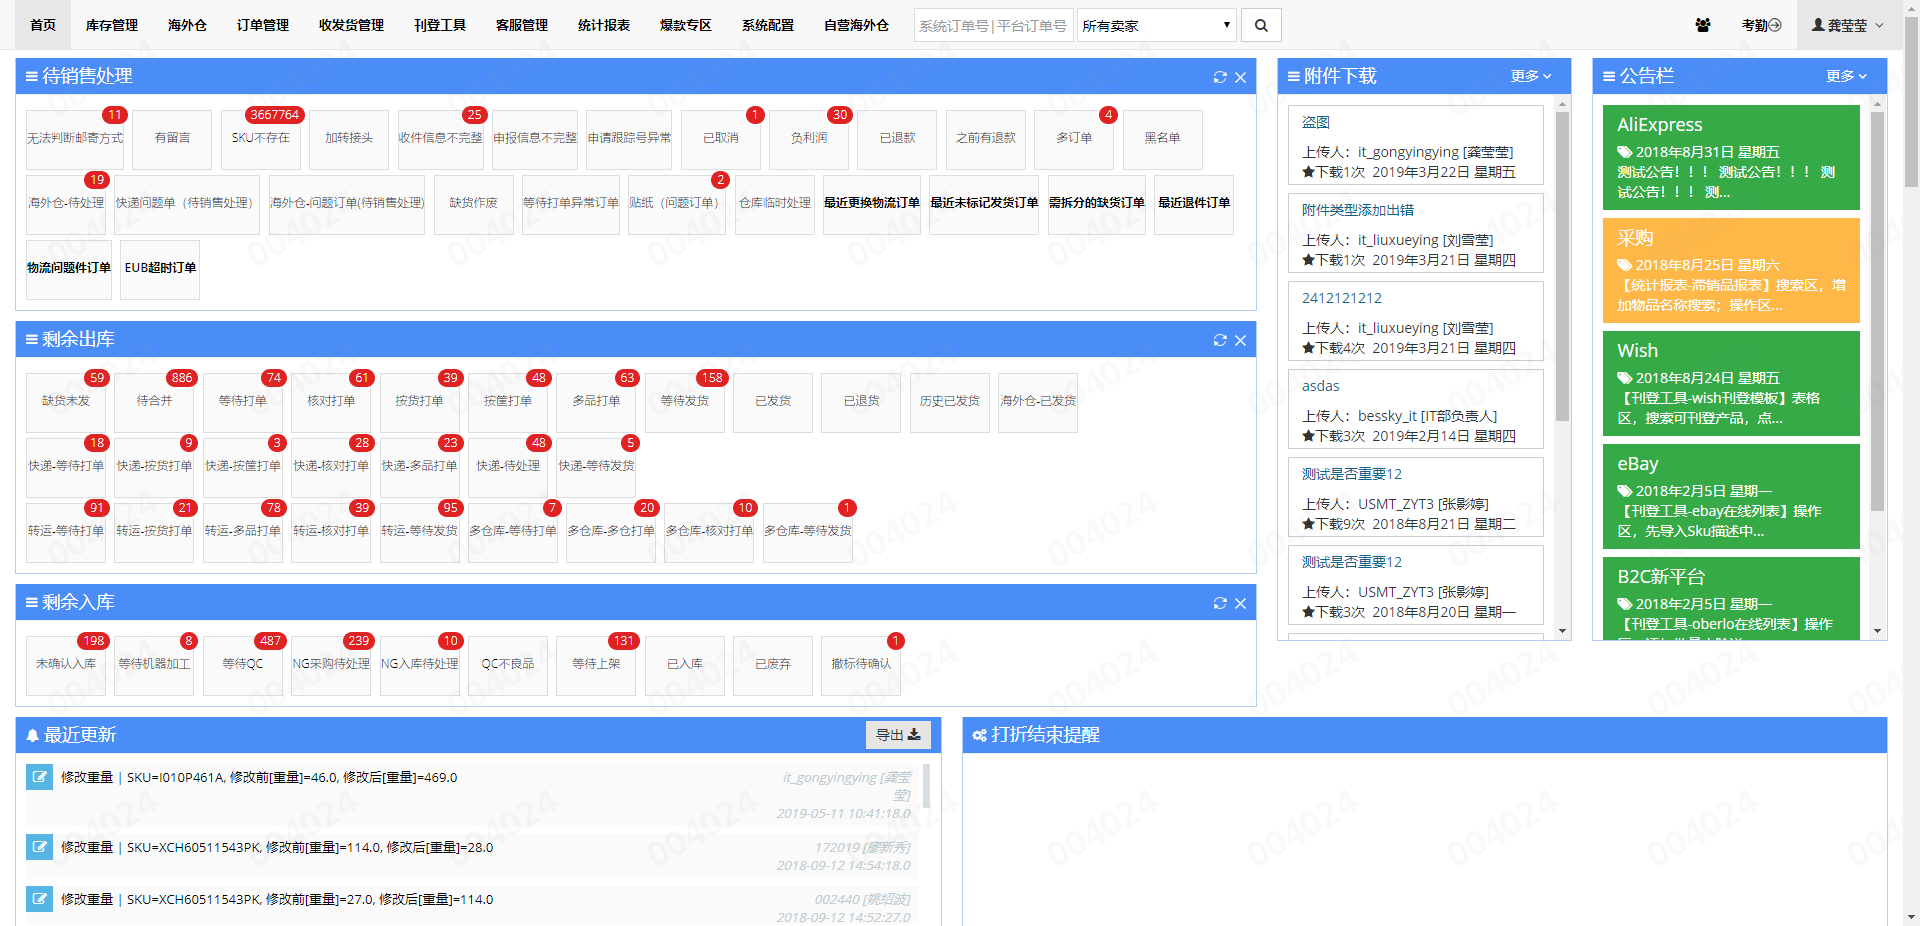 首页 库存管理 海外仓 订单管理 收发货管理 刊登工具 客服管理 统计报表 爆款专区 系统配置 自营海外仓 系统订单号|平台订单号 所有卖家 考勤 龚莹莹
待销售处理
11 3667764 25 1 30 4
无法判断邮寄方式 有留言 SKU不存在 加转接头 收件信息不完整 申报信息不完整 申请跟踪号异常 已取消 负利润 已退款 之前有退款 多订单 黑名单
19 2
海外仓-待处理 快递问题单（待销售处理） 海外仓-问题订单(待销售处理) 缺货作废 等待打单异常订单 贴纸（问题订单） 仓库临时处理 最近更换物流订单 最近未标记发货订单 需拆分的缺货订单 最近退件订单
物流问题件订单 EUB超时订单
剩余出库
59 886 74 61 39 48 63 158
缺货未发 待合并 等待打单 核对打单 按货打单 按筐打单 多品打单 等待发货 已发货 已退货 历史已发货 海外仓-已发货
18 9 3 28 23 48 5
快递-等待打单 快递-按货打单 快递-按筐打单 快递-核对打单 快递-多品打单 快递-待处理 快递-等待发货
91 21 78 39 95 7 20 10 1
转运-等待打单 转运-按货打单 转运-多品打单 转运-核对打单 转运-等待发货 多仓库-等待打单 多仓库-多仓打单 多仓库-核对打单 多仓库-等待发货
剩余入库
198 8 487 239 10 131 1
未确认入库 等待机器加工 等待QC NG采购待处理 NG入库待处理 QC不良品 等待上架 已入库 已废弃 撤标待确认
附件下载 更多
盗图
上传人：it_gongyingying [龚莹莹]
★下载1次 2019年3月22日 星期五
附件类型添加出错
上传人：it_liuxueying [刘雪莹]
★下载1次 2019年3月21日 星期四
2412121212
上传人：it_liuxueying [刘雪莹]
★下载4次 2019年3月21日 星期四
asdas
上传人：bessky_it [IT部负责人]
★下载3次 2019年2月14日 星期四
测试是否重要12
上传人：USMT_ZYT3 [张影婷]
★下载9次 2018年8月21日 星期二
测试是否重要12
上传人：USMT_ZYT3 [张影婷]
★下载3次 2018年8月20日 星期一
公告栏 更多
AliExpress
2018年8月31日 星期五
测试公告！！！ 测试公告！！！ 测
试公告！！！ 测...
采购
2018年8月25日 星期六
【统计报表-滞销品报表】搜索区，增
加物品名称搜索；操作区...
Wish
2018年8月24日 星期五
【刊登工具-wish刊登模板】表格
区，搜索可刊登产品，点...
eBay
2018年2月5日 星期一
【刊登工具-ebay在线列表】操作
区，先导入Sku描述中...
B2C新平台
2018年2月5日 星期一
【刊登工具-oberlo在线列表】操作
最近更新 导出
修改重量 | SKU=I010P461A, 修改前[重量]=46.0, 修改后[重量]=469.0
it_gongyingying [龚莹
莹]
2019-05-11 10:41:18.0
修改重量 | SKU=XCH60511543PK, 修改前[重量]=114.0, 修改后[重量]=28.0
172019 [廖新秀]
2018-09-12 14:54:18.0
修改重量 | SKU=XCH60511543PK, 修改前[重量]=27.0, 修改后[重量]=114.0
002440 [姚绍波]
2018-09-12 14:52:27.0
打折结束提醒
004024